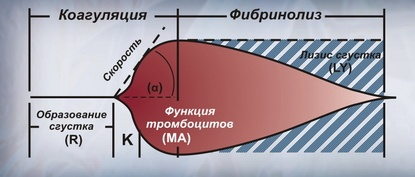 Коагуляция
Фибринолиз
Скорость
(α)
Лизис сгустка
(LY)
Образование
сгустка
(R)
K
Функция
тромбоцитов
(MA)